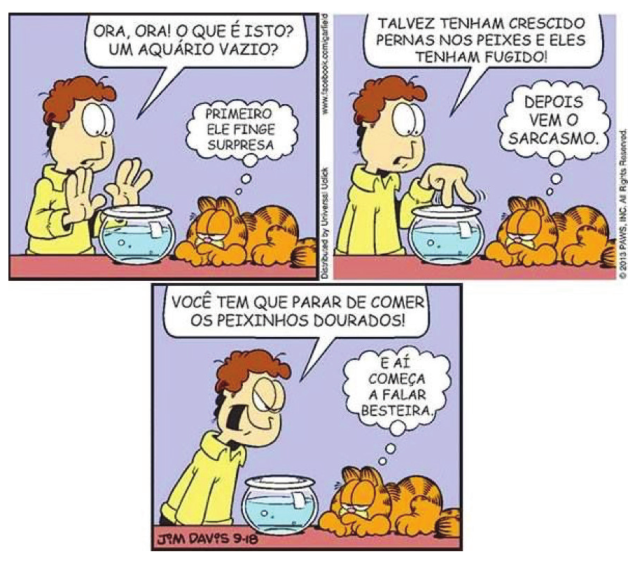 ORA, ORA! O QUE É ISTO?
UM AQUÁRIO VAZIO?
PRIMEIRO
ELE FINGE
SURPRESA
www.facebook.com/garfield
Distributed by Universal Uclick
TALVEZ TENHAM CRESCIDO
PERNAS NOS PEIXES E ELES
TENHAM FUGIDO!
DEPOIS
VEM O
SARCASMO.
© 2013 PAWS, INC. All Rights Reserved.
VOCÊ TEM QUE PARAR DE COMER
OS PEIXINHOS DOURADOS!
E AÍ
COMEÇA
A FALAR
BESTEIRA.
JIM DAVIS 9-18